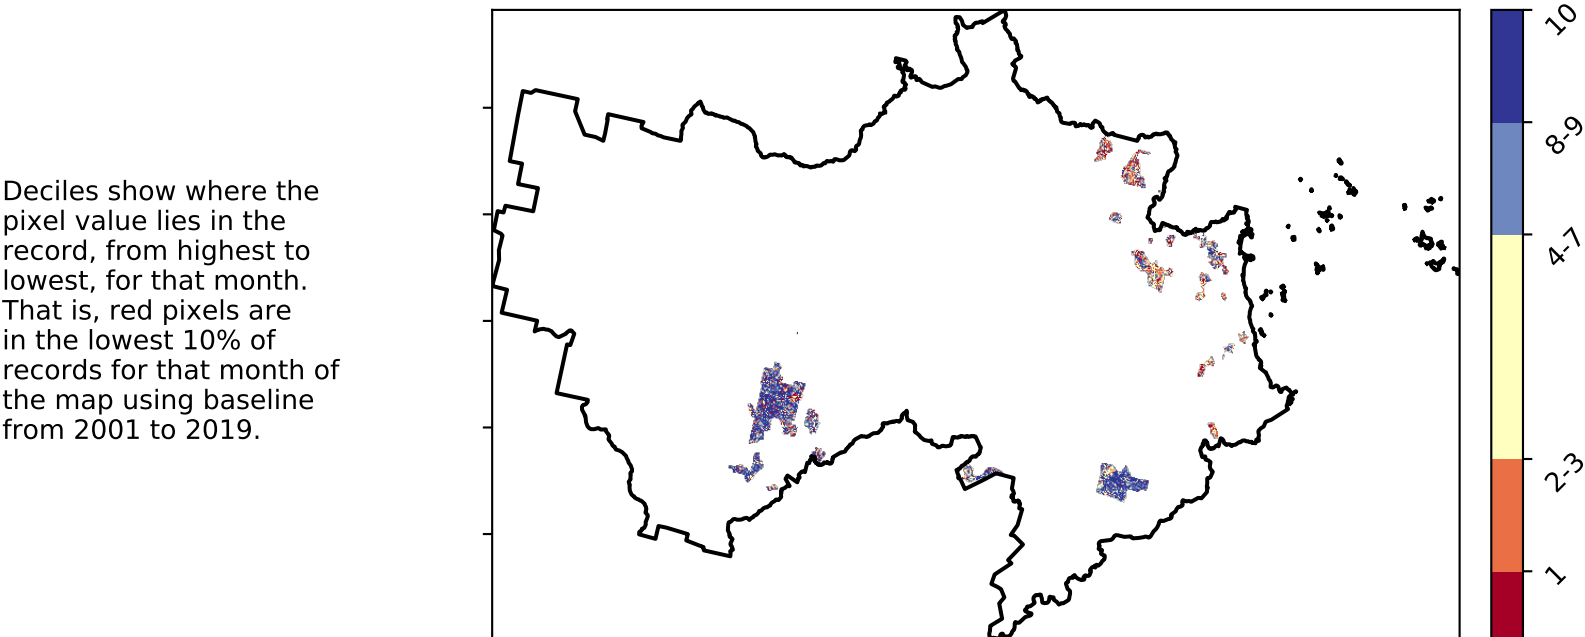 Deciles show where the
pixel value lies in the
record, from highest to
lowest, for that month.
That is, red pixels are
in the lowest 10% of
records for that month of
the map using baseline
from 2001 to 2019.
10
8-9
4-7
2-3
1